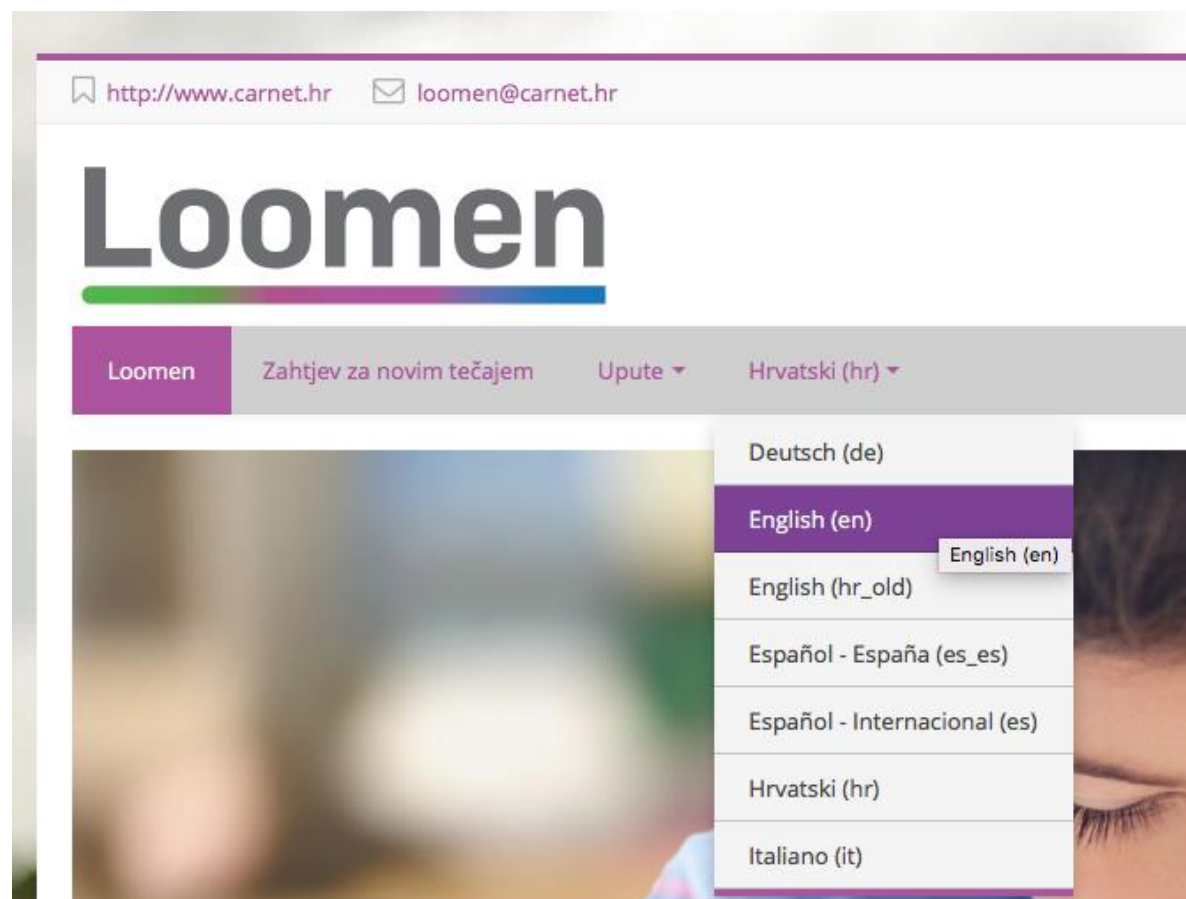 http://www.carnet.hr loomen@carnet.hr
Loomen
Loomen Zahtjev za novim tečajem Upute Hrvatski (hr)
Deutsch (de)
English (en)
English (en)
English (hr_old)
Español - España (es_es)
Español - Internacional (es)
Hrvatski (hr)
Italiano (it)